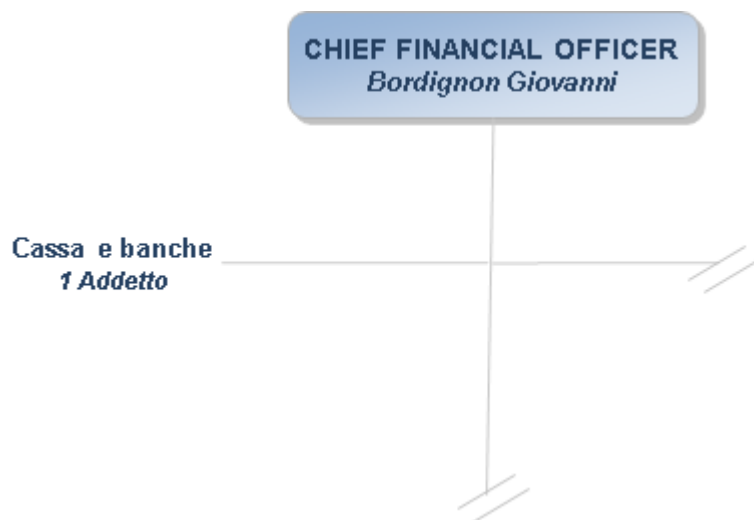 CHIEF FINANCIAL OFFICER
Bordignon Giovanni
Cassa e banche
1 Addetto